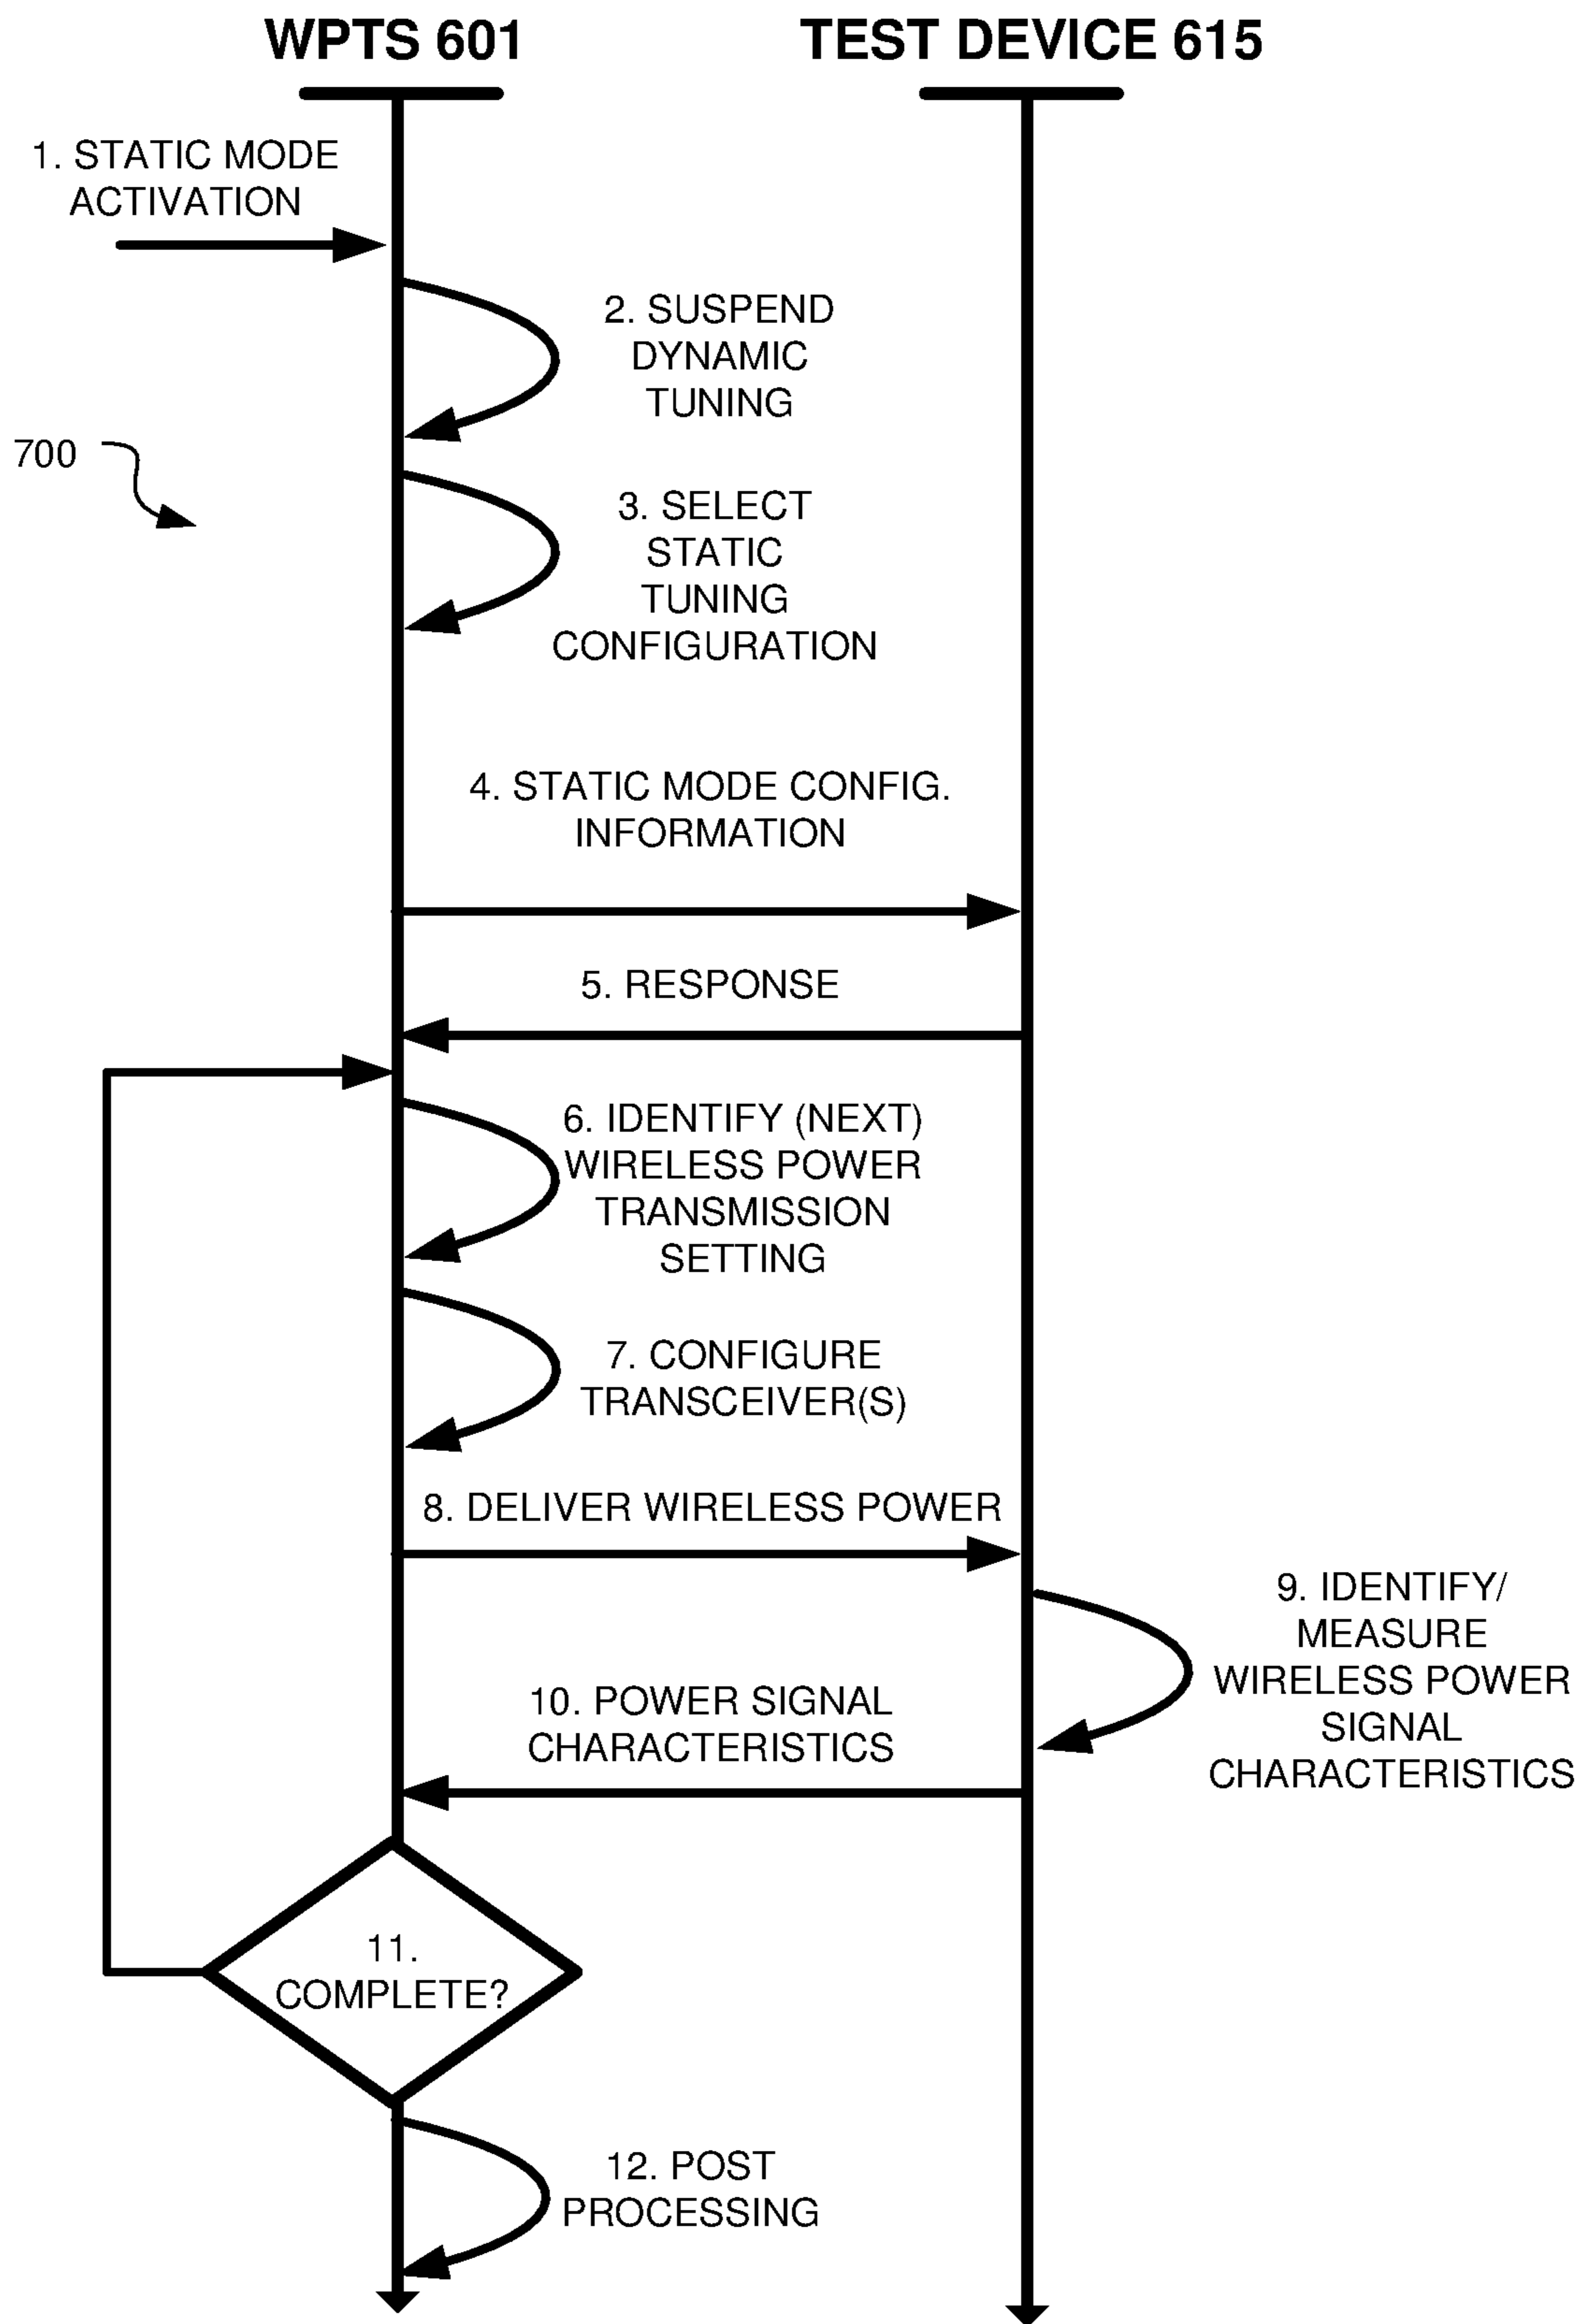 WPTS 601
TEST DEVICE 615
1. STATIC MODE
ACTIVATION
2. SUSPEND
DYNAMIC
TUNING
700
3. SELECT
STATIC
TUNING
CONFIGURATION
4. STATIC MODE CONFIG.
INFORMATION
5. RESPONSE
6. IDENTIFY (NEXT)
WIRELESS POWER
TRANSMISSION
SETTING
7. CONFIGURE
TRANSCEIVER(S)
8. DELIVER WIRELESS POWER
9. IDENTIFY/
MEASURE
WIRELESS POWER
SIGNAL
CHARACTERISTICS
10. POWER SIGNAL
CHARACTERISTICS
11.
COMPLETE?
12. POST
PROCESSING